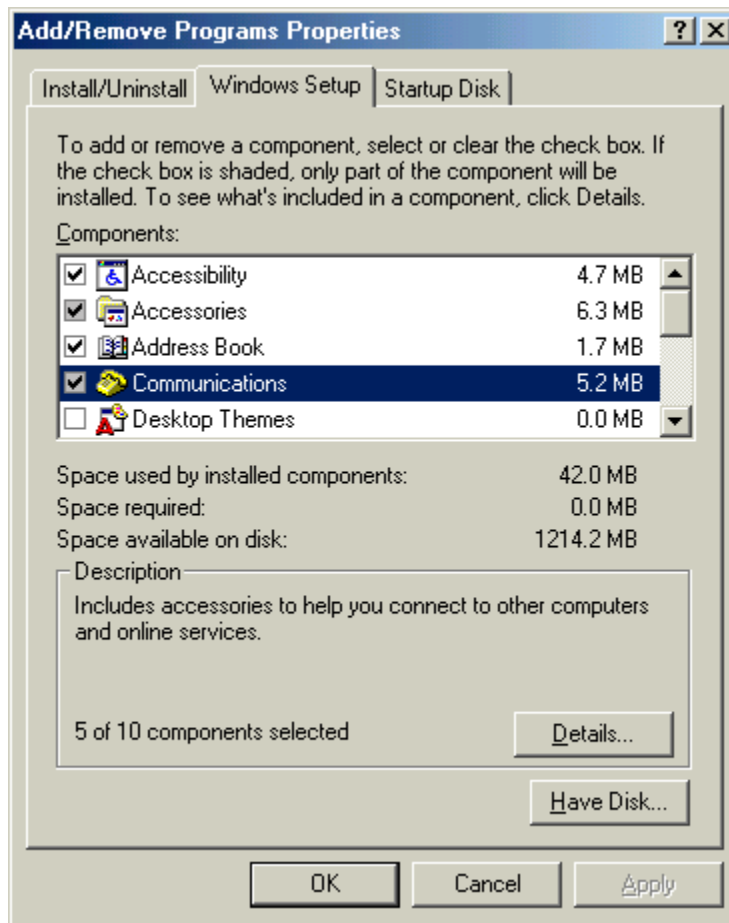 Add/Remove Programs Properties
Install/Uninstall Windows Setup Startup Disk
To add or remove a component, select or clear the check box. If
the check box is shaded, only part of the component will be
installed. To see what's included in a component, click Details.
Components:
Accessibility 4.7 MB
Accessories 6.3 MB
Address Book 1.7 MB
Communications 5.2 MB
Desktop Themes 0.0 MB
Space used by installed components: 42.0 MB
Space required: 0.0 MB
Space available on disk: 1214.2 MB
Description
Includes accessories to help you connect to other computers
and online services.
5 of 10 components selected
Details...
Have Disk...
OK Cancel Apply